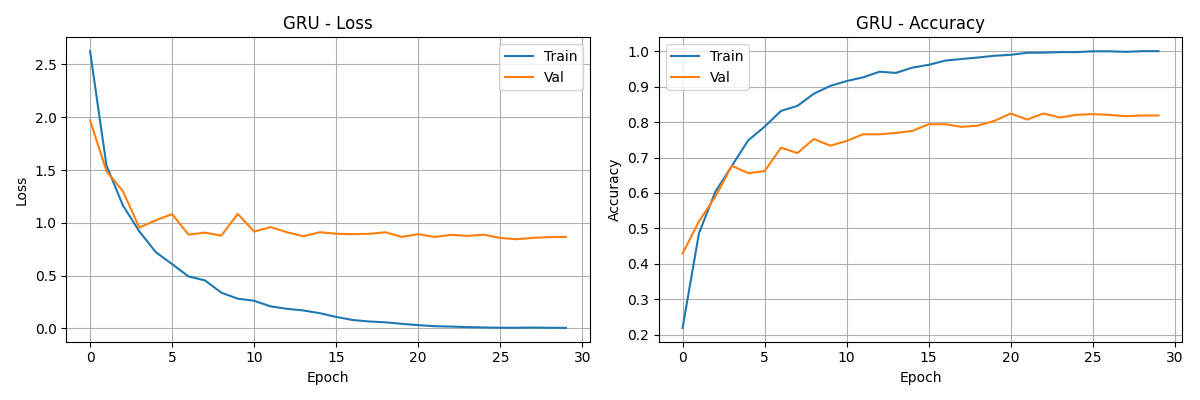 GRU - Loss
Train
Val
2.5
2.0
1.5
1.0
0.5
0.0
Loss
0 5 10 15 20 25 30
Epoch
GRU - Accuracy
Train
Val
1.0
0.9
0.8
0.7
0.6
0.5
0.4
0.3
0.2
Accuracy
0 5 10 15 20 25 30
Epoch